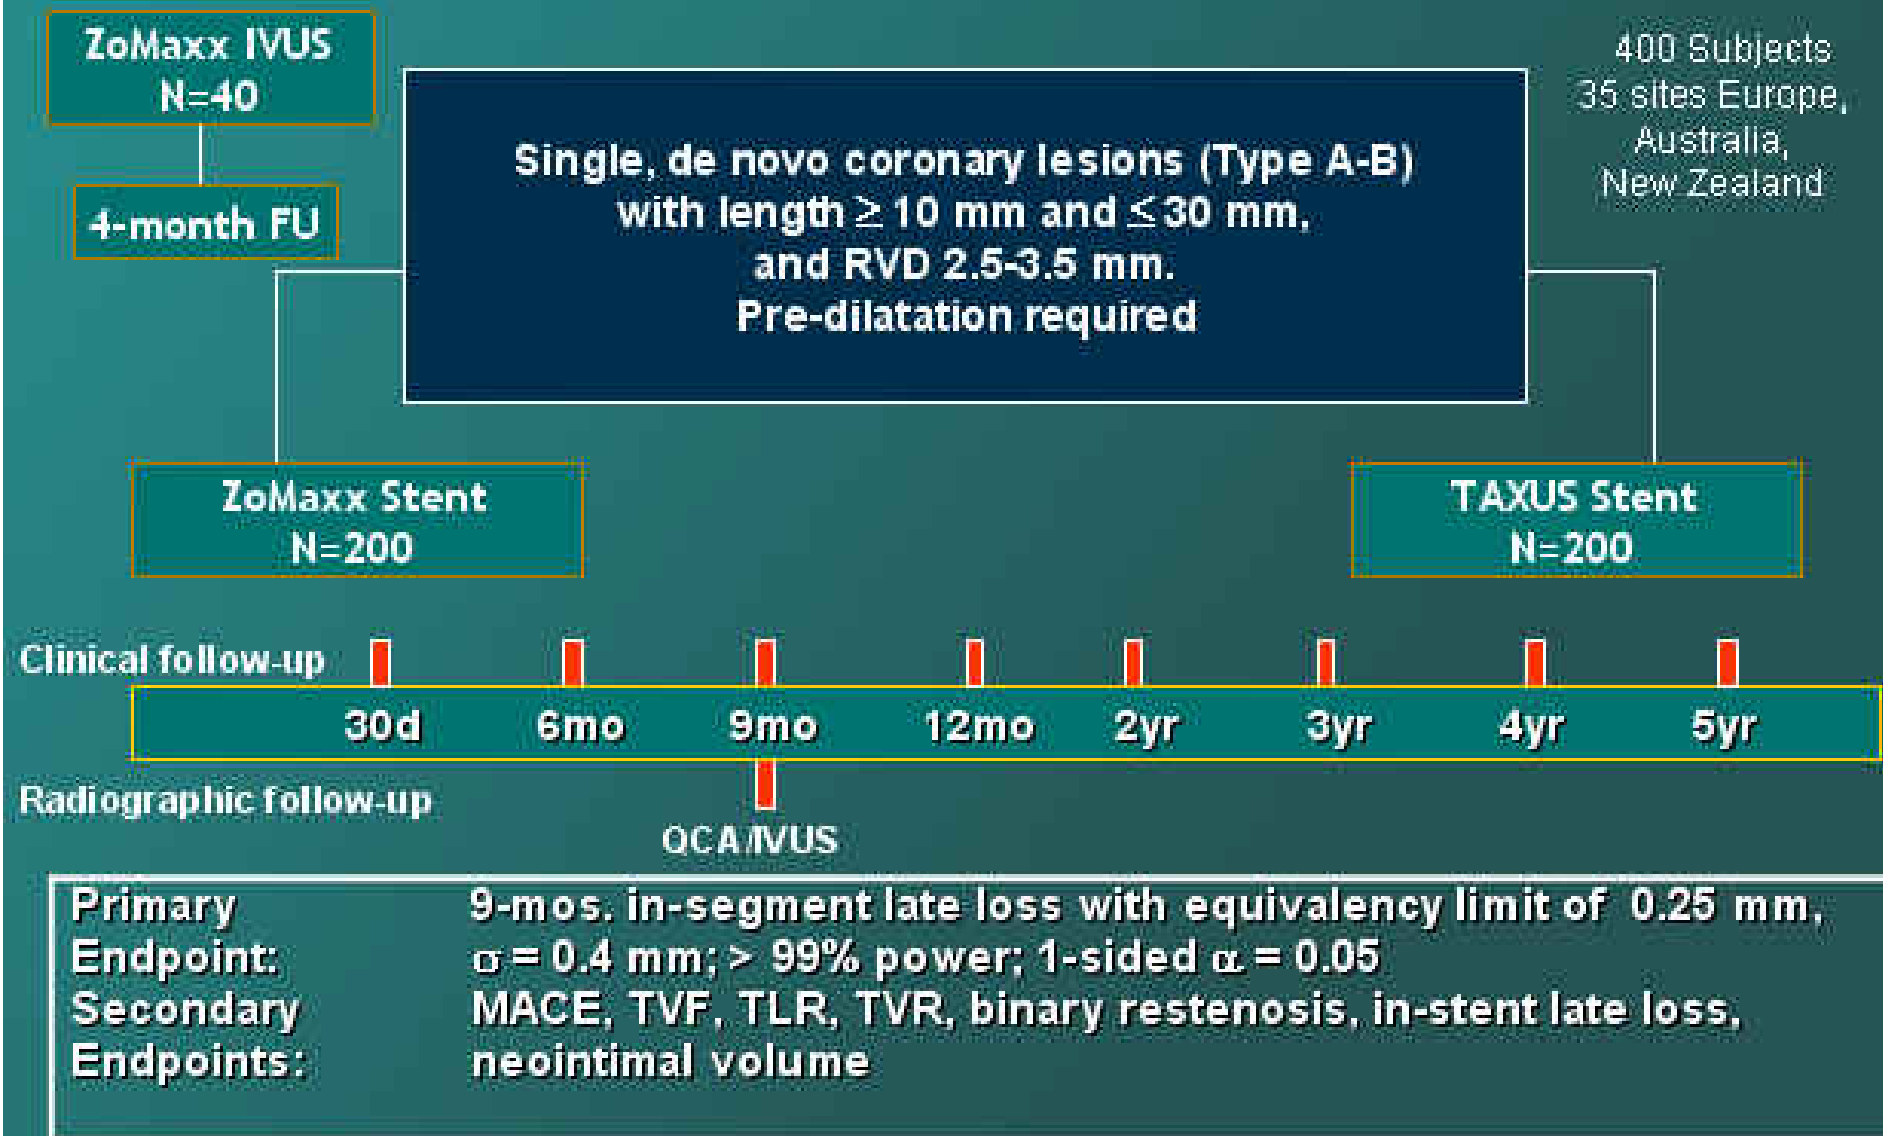 ZoMaxx IVUS
N=40
4-month FU
400 Subjects
35 sites Europe,
Australia,
New Zealand
Single, de novo coronary lesions (Type A-B)
with length ≥ 10 mm and ≤ 30 mm,
and RVD 2.5-3.5 mm.
Pre-dilatation required
ZoMaxx Stent
N=200
TAXUS Stent
N=200
Clinical follow-up
30d 6mo 9mo 12mo 2yr 3yr 4yr 5yr
Radiographic follow-up
QCA/IVUS
Primary 9-mos. in-segment late loss with equivalency limit of 0.25 mm,
Endpoint: σ = 0.4 mm; > 99% power; 1-sided α = 0.05
Secondary MACE, TVF, TLR, TVR, binary restenosis, in-stent late loss,
Endpoints: neointimal volume